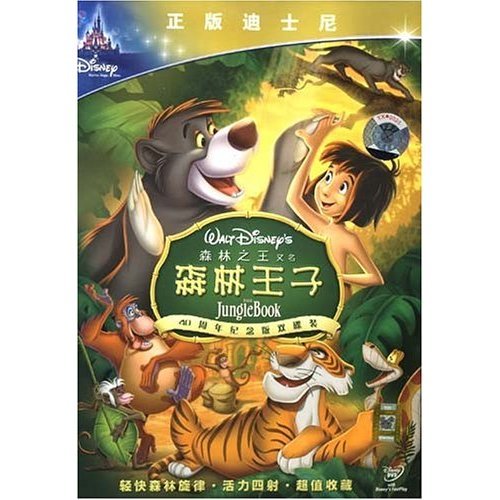 正版迪士尼
DISNEY
WALT DISNEY'S
森林之王 又名
森林王子
THE
Jungle Book
40周年纪念版双碟装
轻快森林旋律·活力四射·超值收藏
DISNEY
DVD